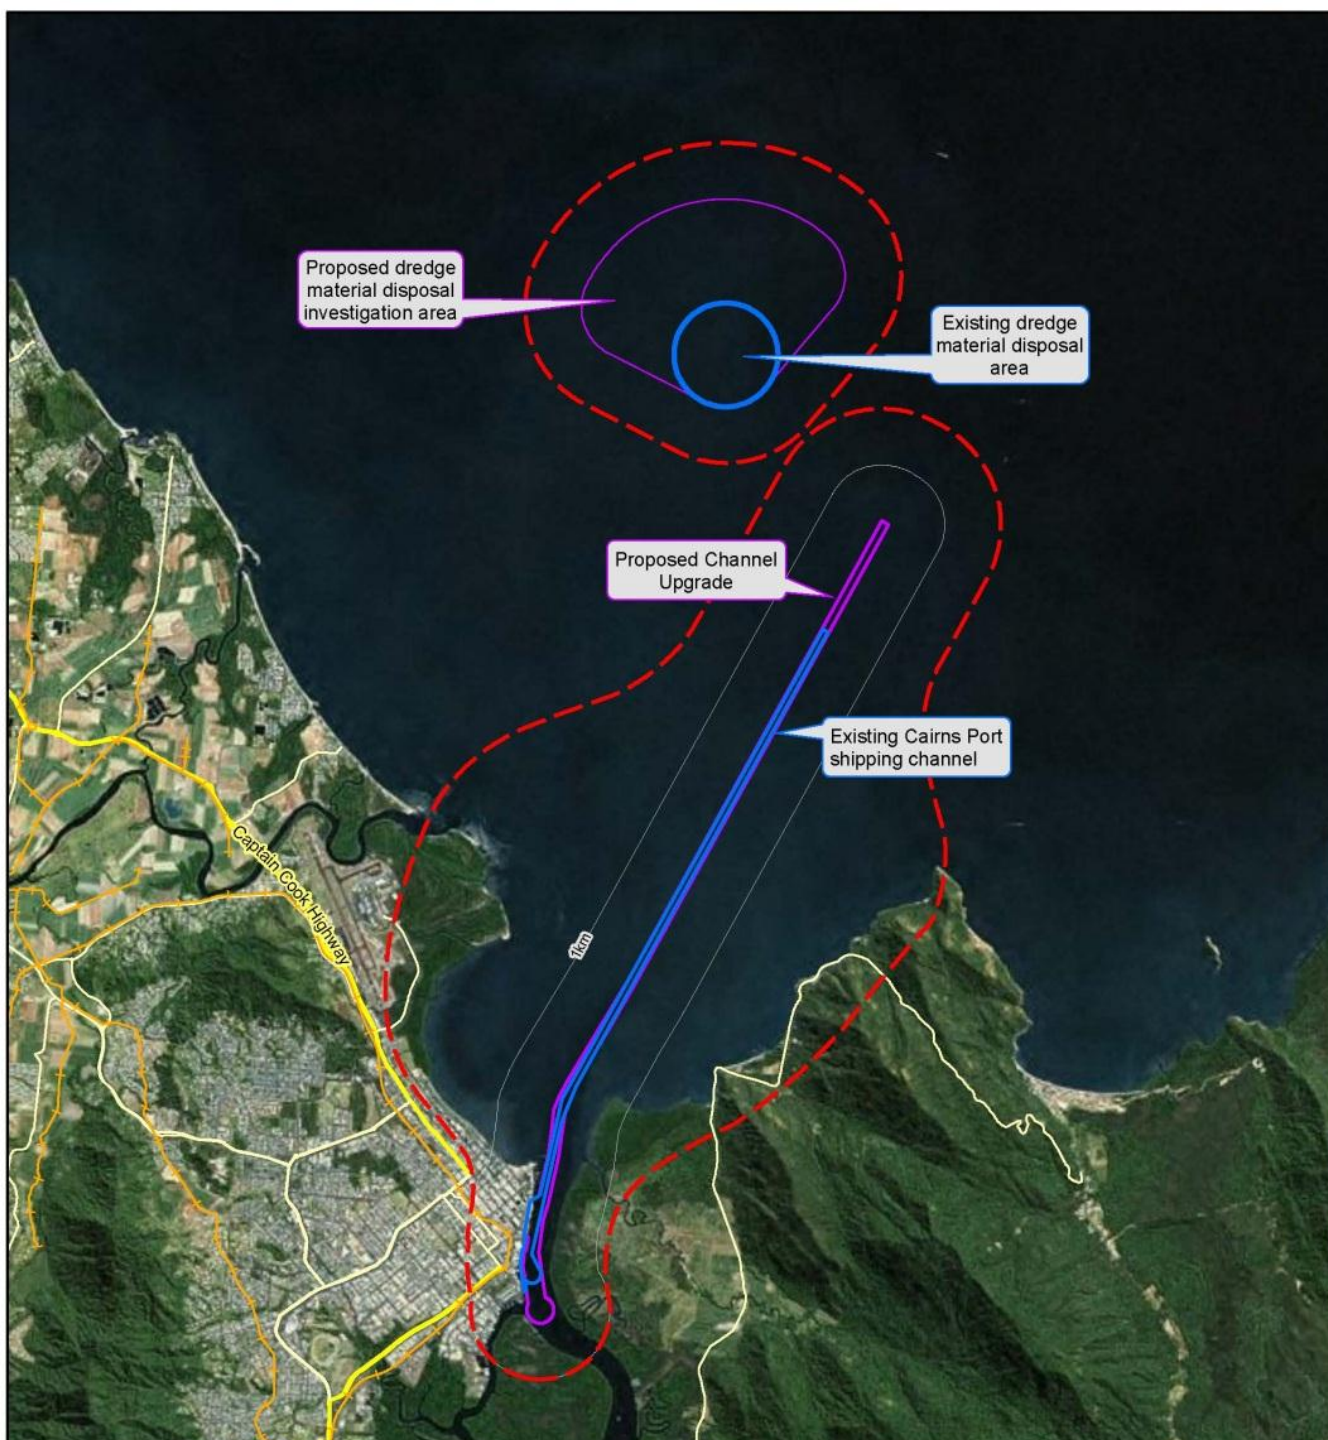 Proposed dredge
material disposal
investigation area
Existing dredge
material disposal
area
Proposed Channel
Upgrade
Existing Cairns Port
shipping channel
Captain Cook Highway
1km